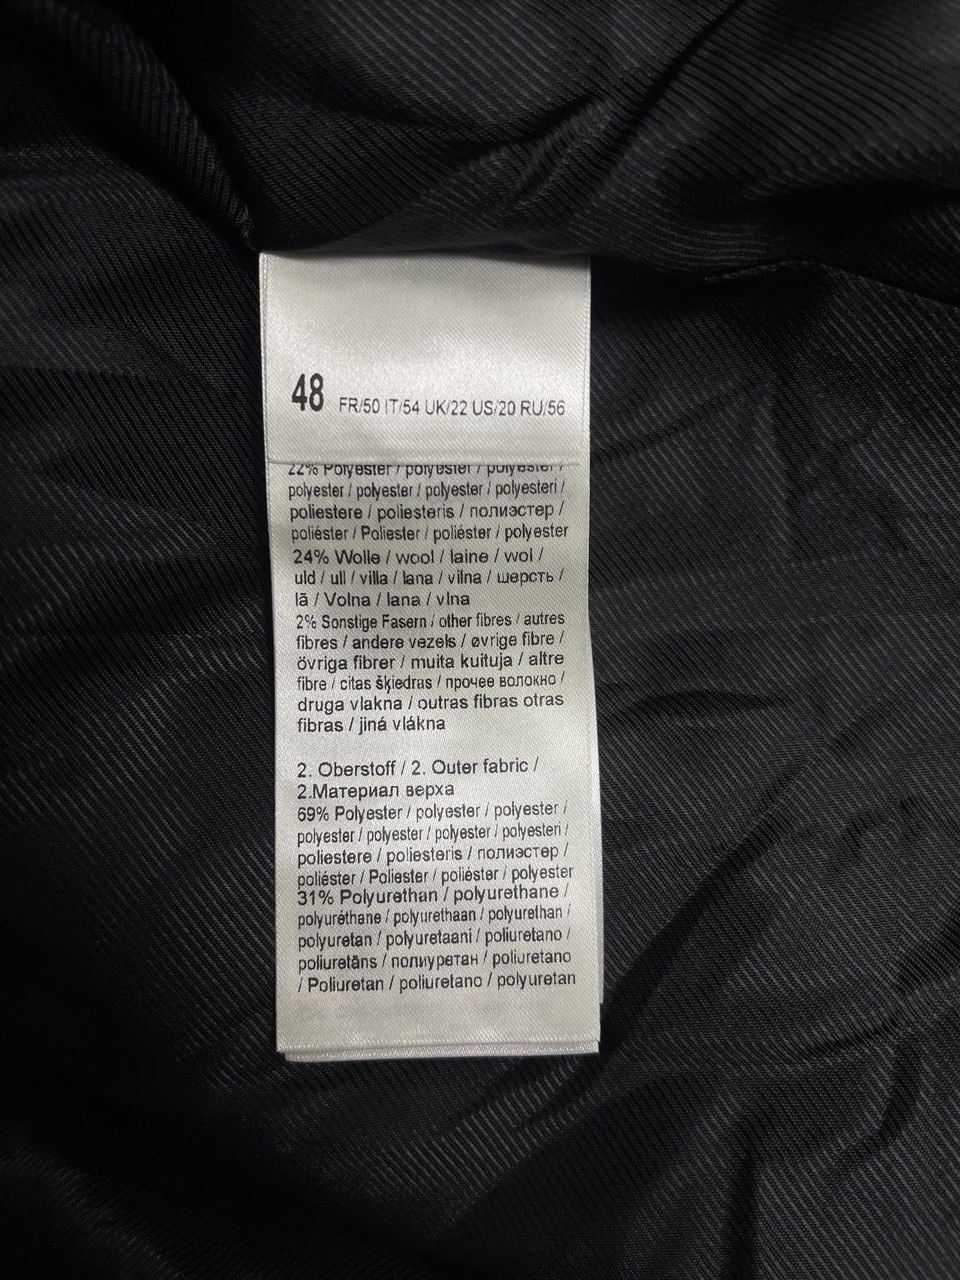 48 FR/50 IT/54 UK/22 US/20 RU/56
22% Polyester / polyester / polyester /
polyester / polyester / polyester / polyesteri /
poliestere / poliesteris / полиэстер /
poliéster / Poliester / poliéster / polyester
24% Wolle / wool / laine / wol /
uld / ull / villa / lana / vilna / шерсть /
lã / Volna / lana / vlna
2% Sonstige Fasern / other fibres / autres
fibres / andere vezels / øvrige fibre /
övriga fibrer / muita kuituja / altre
fibre / citas šķiedras / прочее волокно /
druga vlakna / outras fibras otras
fibras / jiná vlákna
2. Oberstoff / 2. Outer fabric /
2.Материал верха
69% Polyester / polyester / polyester /
polyester / polyester / polyester / polyesteri /
poliestere / poliesteris / полиэстер /
poliéster / Poliester / poliéster / polyester
31% Polyurethan / polyurethane /
polyuréthane / polyurethaan / polyurethan /
polyuretan / polyuretaani / poliuretano /
poliuretāns / полиуретан / poliuretano
/ Poliuretan / poliuretano / polyuretan